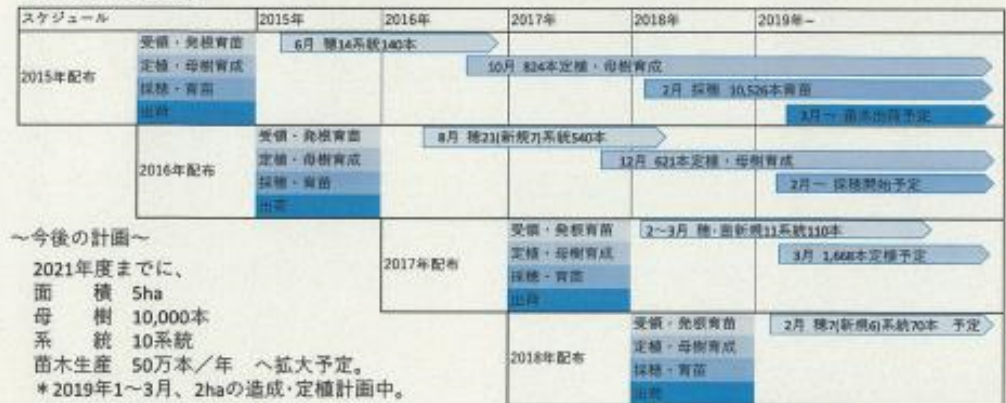 スケジュール 2015年 2016年 2017年 2018年 2019年~
2015年配布
受領・発根育苗 6月 穂14系統140本
定植・母樹育成 10月 824本定植・母樹育成
採穂・育苗 2月 採穂 10,526本育苗
出荷 3月~ 苗木出荷予定
2016年配布
受領・発根育苗 8月 穂21(新規7)系統540本
定植・母樹育成 12月 621本定植・母樹育成
採穂・育苗 2月~ 採穂開始予定
出荷
2017年配布
受領・発根育苗 2~3月 穂・苗新規11系統110本
定植・母樹育成 3月 1,668本定植予定
採穂・育苗
出荷
2018年配布
受領・発根育苗 2月 穂7(新規6)系統70本 予定
定植・母樹育成
採穂・育苗
出荷
~今後の計画~
2021年度までに、
面 積 5ha
母 樹 10,000本
系 統 10系統
苗木生産 50万本/年 へ拡大予定。
*2019年1~3月、2haの造成・定植計画中。